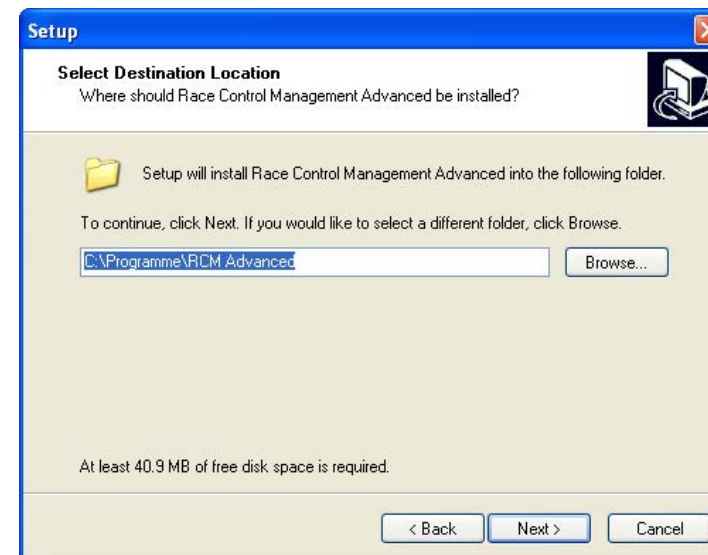 Setup
Select Destination Location
Where should Race Control Management Advanced be installed?
Setup will install Race Control Management Advanced into the following folder.
To continue, click Next. If you would like to select a different folder, click Browse.
C:\Programme\RCM Advanced
Browse...
At least 40.9 MB of free disk space is required.
< Back
Next >
Cancel